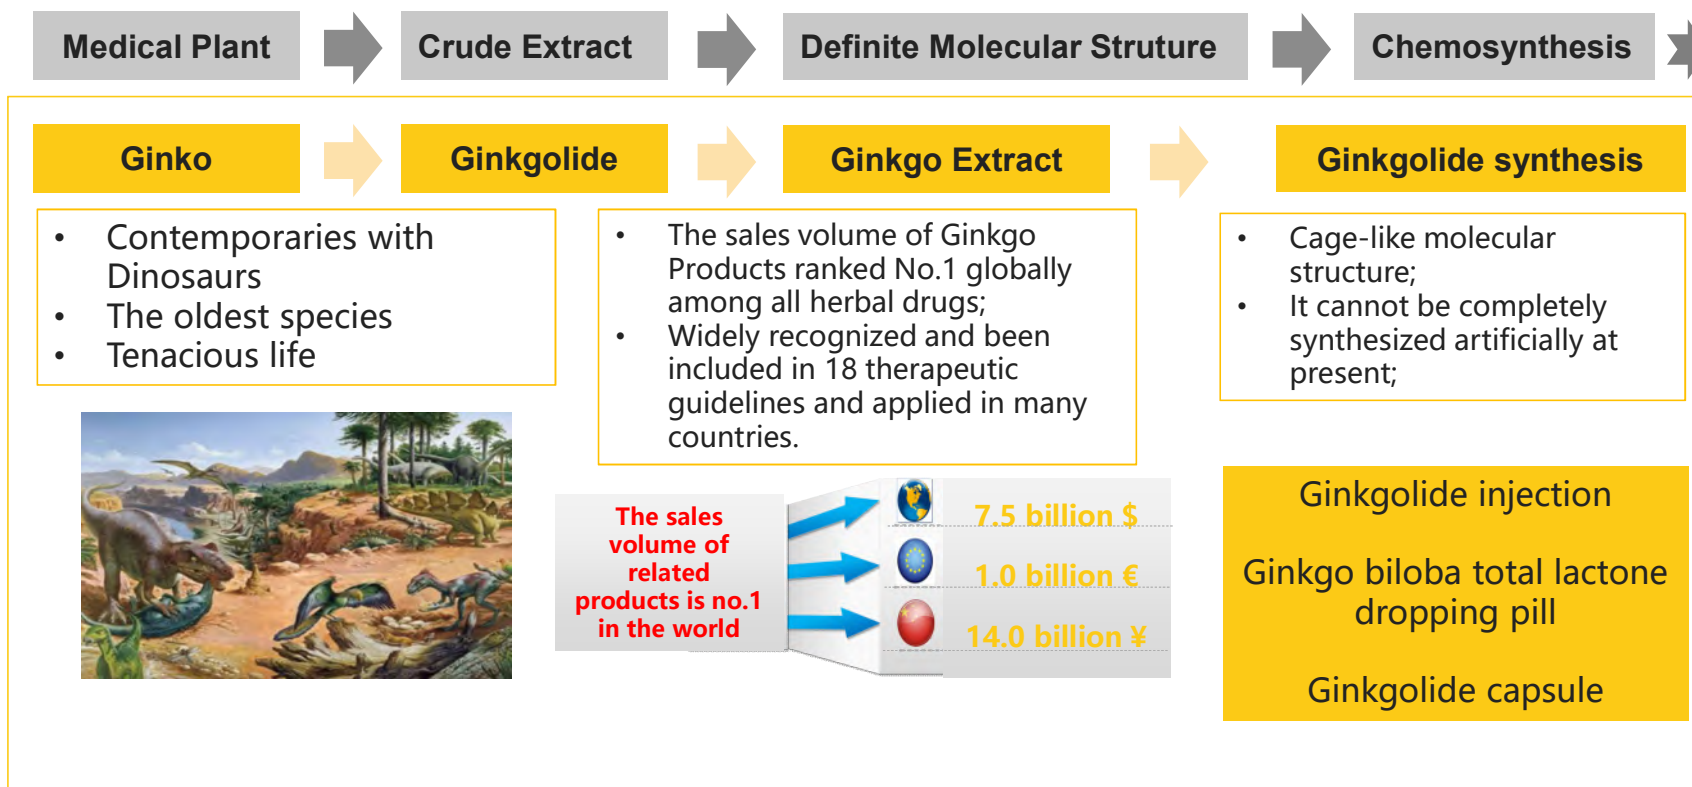 Medical Plant
Crude Extract
Definite Molecular Struture
Chemosynthesis
Ginko
Ginkgolide
Ginkgo Extract
Ginkgolide synthesis
• Contemporaries with
Dinosaurs
• The oldest species
• Tenacious life
• The sales volume of Ginkgo
Products ranked No.1 globally
among all herbal drugs;
• Widely recognized and been
included in 18 therapeutic
guidelines and applied in many
countries.
• Cage-like molecular
structure;
• It cannot be completely
synthesized artificially at
present;
The sales
volume of
related
products is no.1
in the world
7.5 billion $
1.0 billion €
14.0 billion ¥
Ginkgolide injection
Ginkgo biloba total lactone
dropping pill
Ginkgolide capsule